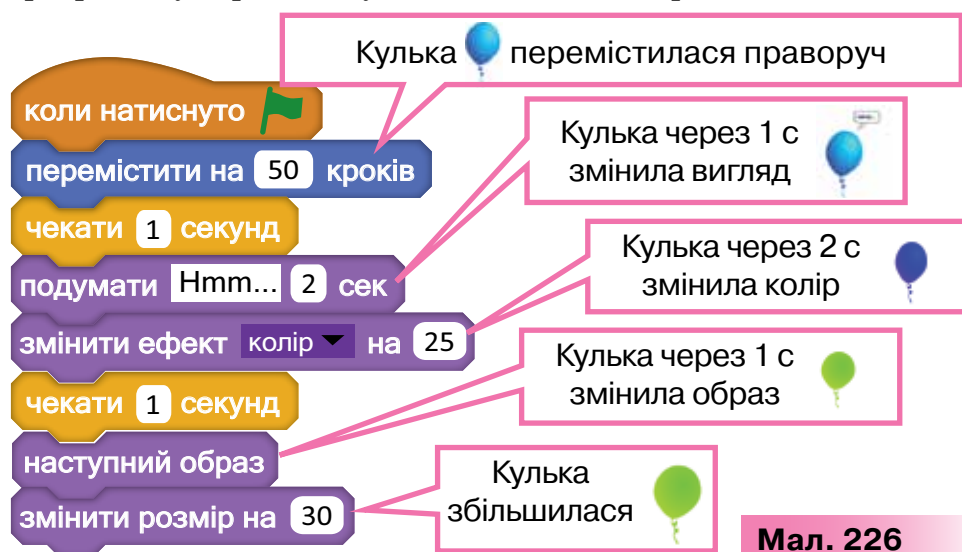 Кулька перемістилася праворуч
коли натиснуто
перемістити на 50 кроків
Кулька через 1 с
змінила вигляд
чекати 1 секунд
подумати Hmm... 2 сек
Кулька через 2 с
змінила колір
змінити ефект колір на 25
Кулька через 1 с
змінила образ
чекати 1 секунд
наступний образ
Кулька
збільшилася
змінити розмір на 30
Мал. 226